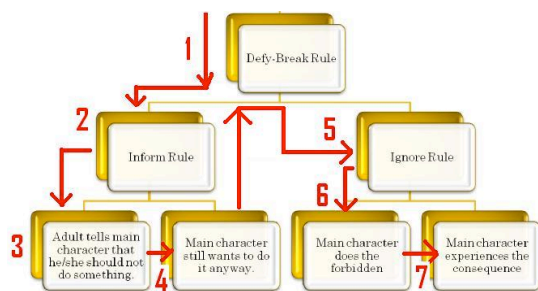 1
Defy-Break Rule
2
Inform Rule
5
Ignore Rule
3
Adult tells main
character that
he/she should not
do something.
4
Main character
still wants to do
it anyway.
6
Main character
does the
forbidden
7
Main character
experiences the
consequence